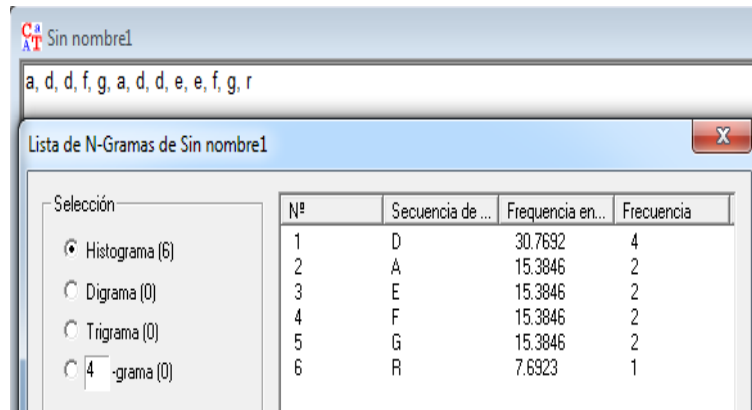 CaT AT Sin nombre1
a, d, d, f, g, a, d, d, e, e, f, g, r
Lista de N-Gramas de Sin nombre1 X
Selección
Histograma (6)
Digrama (0)
Trigrama (0)
4 -grama (0)
Nº Secuencia de ... Frequencia en... Frecuencia
1 D 30.7692 4
2 A 15.3846 2
3 E 15.3846 2
4 F 15.3846 2
5 G 15.3846 2
6 R 7.6923 1